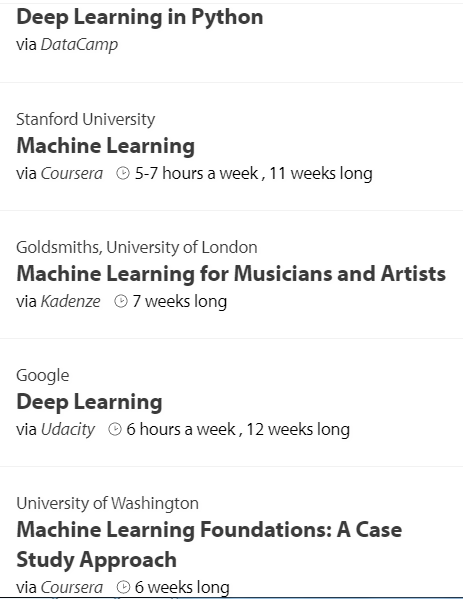 Deep Learning in Python
via DataCamp
Stanford University
Machine Learning
via Coursera 5-7 hours a week , 11 weeks long
Goldsmiths, University of London
Machine Learning for Musicians and Artists
via Kadenze 7 weeks long
Google
Deep Learning
via Udacity 6 hours a week , 12 weeks long
University of Washington
Machine Learning Foundations: A Case
Study Approach
via Coursera 6 weeks long